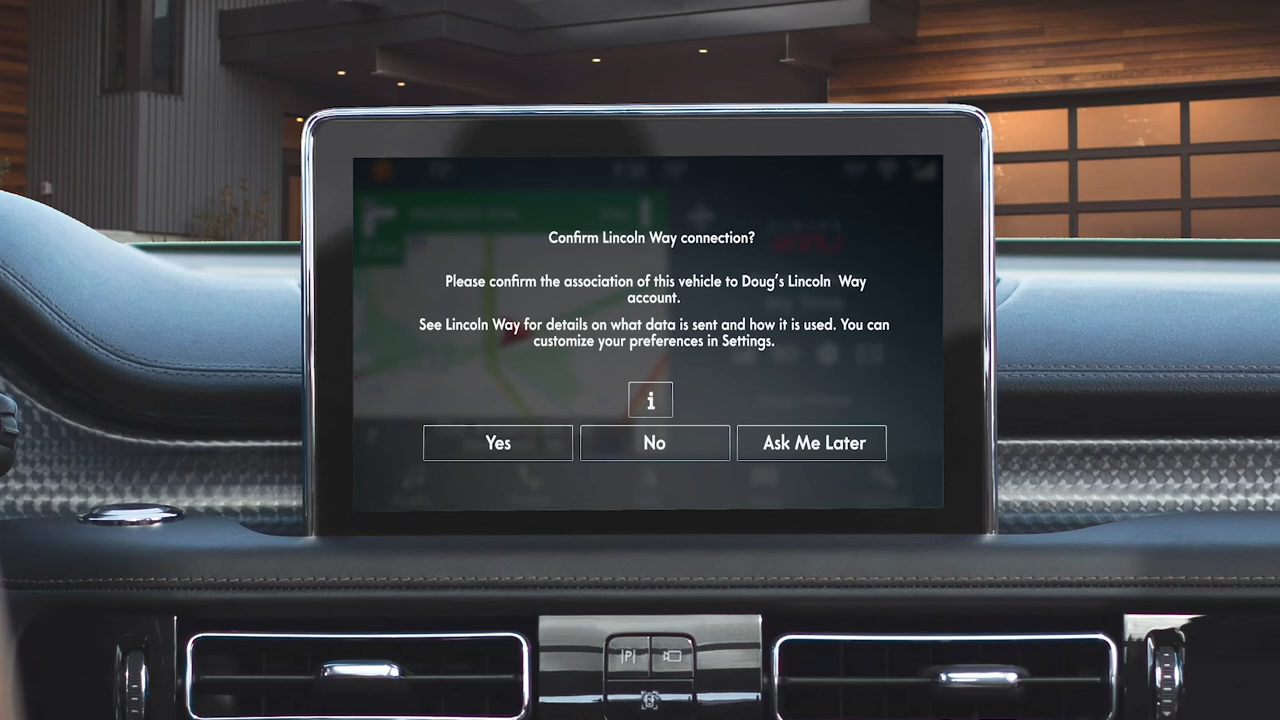 Confirm Lincoln Way connection?
Please confirm the association of this vehicle to Doug's Lincoln Way
account.
See Lincoln Way for details on what data is sent and how it is used. You can
customize your preferences in Settings.
i
Yes No Ask Me Later
P